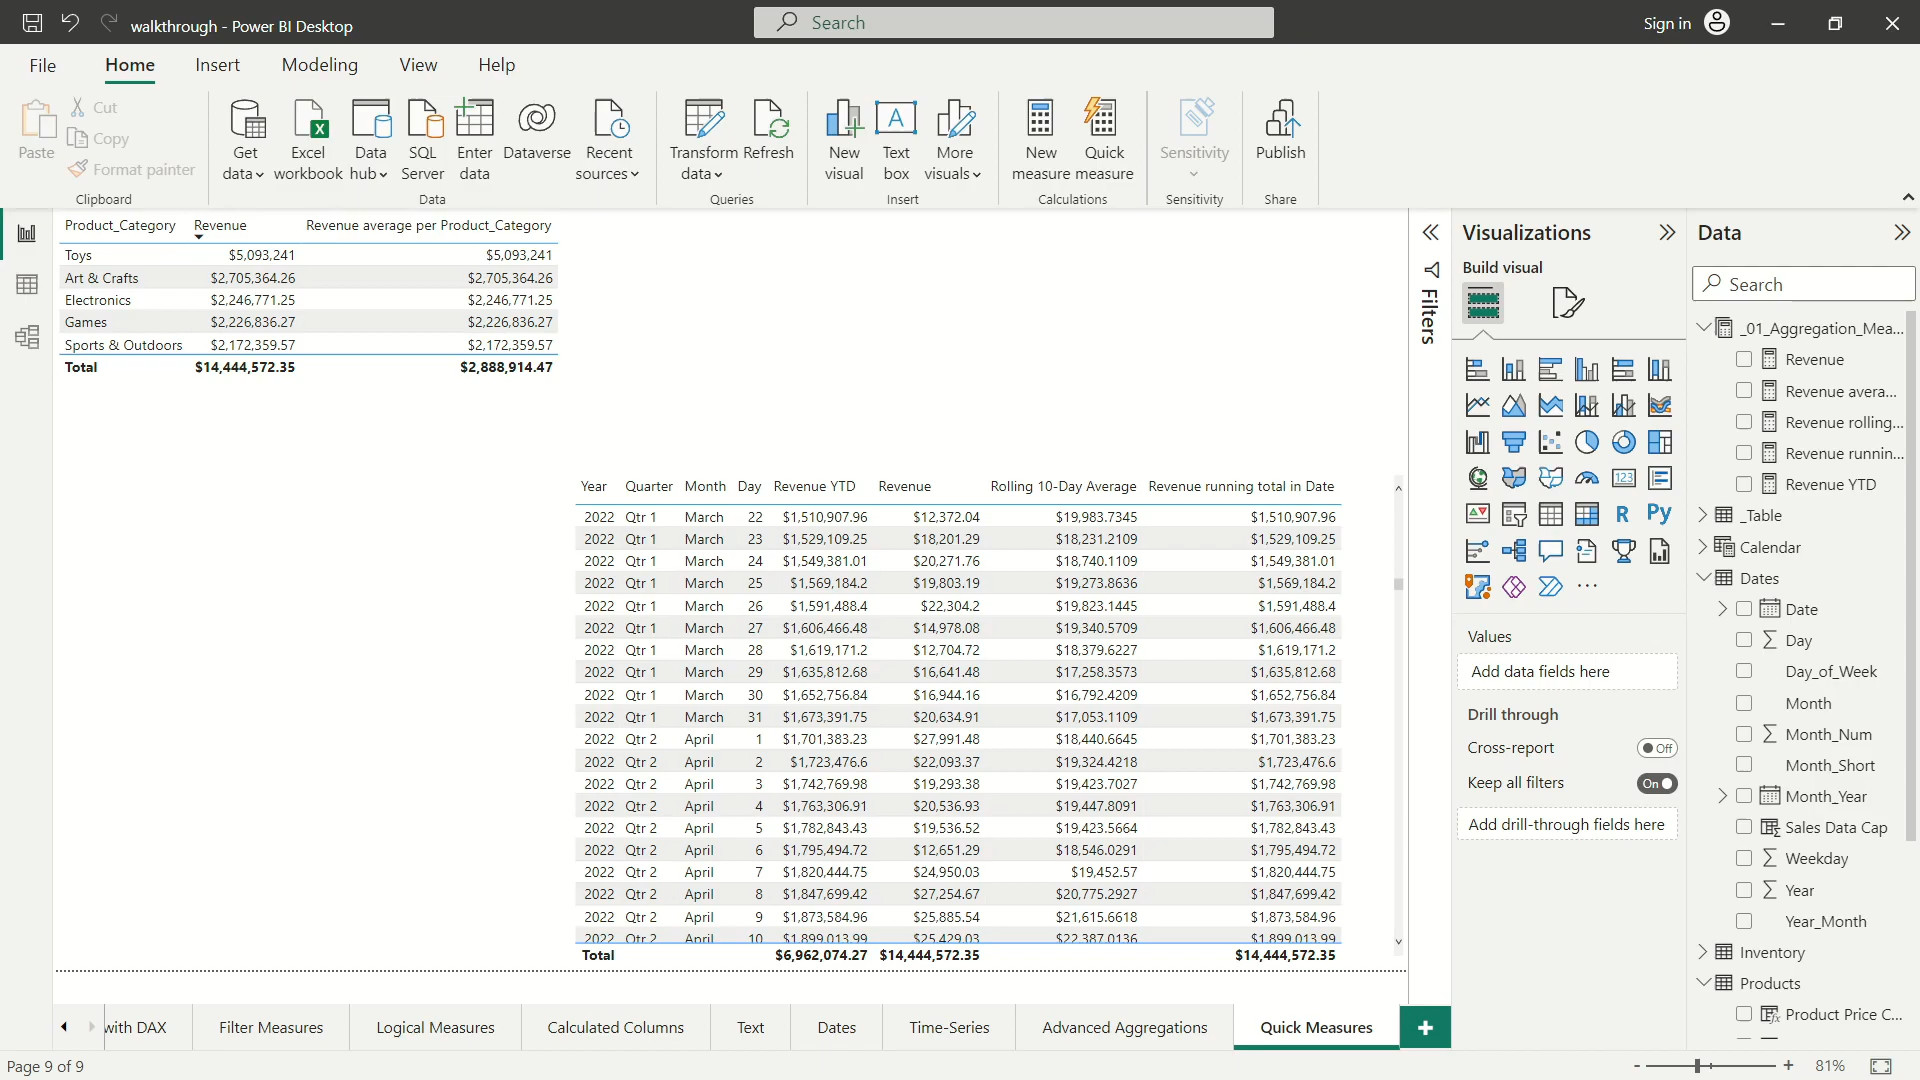 walkthrough - Power BI Desktop
Search
Sign in
File Home Insert Modeling View Help
Paste
Cut
Copy
Format painter
Clipboard
Get data
Excel workbook
Data hub
SQL Server
Enter data
Dataverse
Recent sources
Data
Transform data
Refresh
Queries
New visual
Text box
More visuals
Insert
New measure
Quick measure
Calculations
Sensitivity
Sensitivity
Publish
Share
Product_Category Revenue Revenue average per Product_Category
Toys $5,093,241 $5,093,241
Art & Crafts $2,705,364.26 $2,705,364.26
Electronics $2,246,771.25 $2,246,771.25
Games $2,226,836.27 $2,226,836.27
Sports & Outdoors $2,172,359.57 $2,172,359.57
Total $14,444,572.35 $2,888,914.47
Year Quarter Month Day Revenue YTD Revenue Rolling 10-Day Average Revenue running total in Date
2022 Qtr 1 March 22 $1,510,907.96 $12,372.04 $19,983.7345 $1,510,907.96
2022 Qtr 1 March 23 $1,529,109.25 $18,201.29 $18,231.2109 $1,529,109.25
2022 Qtr 1 March 24 $1,549,381.01 $20,271.76 $18,740.1109 $1,549,381.01
2022 Qtr 1 March 25 $1,569,184.2 $19,803.19 $19,273.8636 $1,569,184.2
2022 Qtr 1 March 26 $1,591,488.4 $22,304.2 $19,823.1445 $1,591,488.4
2022 Qtr 1 March 27 $1,606,466.48 $14,978.08 $19,340.5709 $1,606,466.48
2022 Qtr 1 March 28 $1,619,171.2 $12,704.72 $18,379.6227 $1,619,171.2
2022 Qtr 1 March 29 $1,635,812.68 $16,641.48 $17,258.3573 $1,635,812.68
2022 Qtr 1 March 30 $1,652,756.84 $16,944.16 $16,792.4209 $1,652,756.84
2022 Qtr 1 March 31 $1,673,391.75 $20,634.91 $17,053.1109 $1,673,391.75
2022 Qtr 2 April 1 $1,701,383.23 $27,991.48 $18,440.6645 $1,701,383.23
2022 Qtr 2 April 2 $1,723,476.6 $22,093.37 $19,324.4218 $1,723,476.6
2022 Qtr 2 April 3 $1,742,769.98 $19,293.38 $19,423.7027 $1,742,769.98
2022 Qtr 2 April 4 $1,763,306.91 $20,536.93 $19,447.8091 $1,763,306.91
2022 Qtr 2 April 5 $1,782,843.43 $19,536.52 $19,423.5664 $1,782,843.43
2022 Qtr 2 April 6 $1,795,494.72 $12,651.29 $18,546.0291 $1,795,494.72
2022 Qtr 2 April 7 $1,820,444.75 $24,950.03 $19,452.57 $1,820,444.75
2022 Qtr 2 April 8 $1,847,699.42 $27,254.67 $20,775.2927 $1,847,699.42
2022 Qtr 2 April 9 $1,873,584.96 $25,885.54 $21,615.6618 $1,873,584.96
2022 Qtr 2 April 10 $1,899,013.99 $25,429.03 $22,387.0136 $1,899,013.99
Total $6,962,074.27 $14,444,572.35 $14,444,572.35
Filters
Visualizations
Build visual
123
R
Py
...
Values
Add data fields here
Drill through
Cross-report
Off
Keep all filters
On
Add drill-through fields here
Data
Search
_01_Aggregation_Mea...
Revenue
Revenue avera...
Revenue rolling...
Revenue runnin...
Revenue YTD
_Table
Calendar
Dates
Date
Day
Day_of_Week
Month
Month_Num
Month_Short
Month_Year
Sales Data Cap
Weekday
Year
Year_Month
Inventory
Products
Product Price C...
with DAX
Filter Measures
Logical Measures
Calculated Columns
Text
Dates
Time-Series
Advanced Aggregations
Quick Measures
+
Page 9 of 9
- + 81%